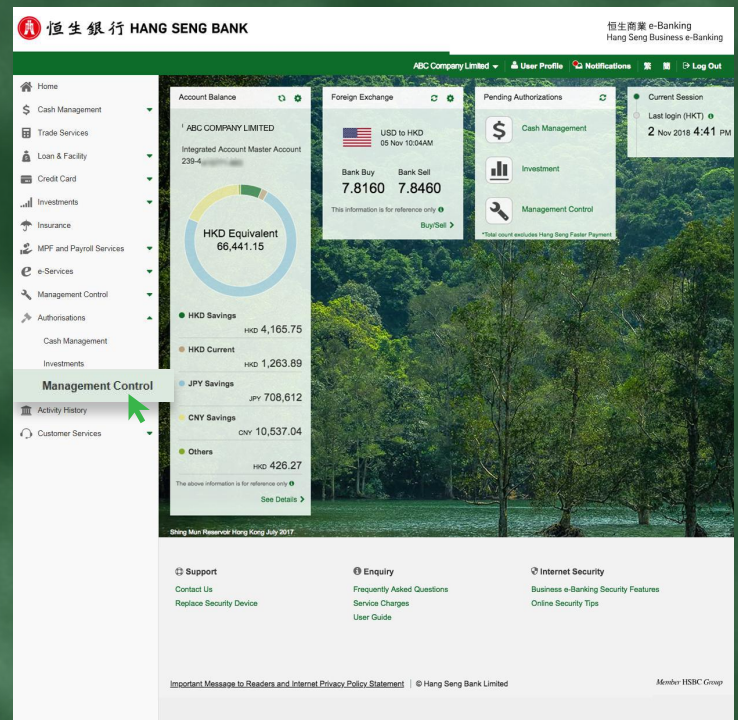 恒生銀行 HANG SENG BANK
恒生商業 e-Banking
Hang Seng Business e-Banking
ABC Company Limited
User Profile
Notifications
繁
簡
Log Out
Home
Cash Management
Trade Services
Loan & Facility
Credit Card
Investments
Insurance
MPF and Payroll Services
e-Services
Management Control
Authorisations
Cash Management
Investments
Management Control
Activity History
Customer Services
Account Balance
ABC COMPANY LIMITED
Integrated Account Master Account
239-4
HKD Equivalent
66,441.15
HKD Savings
HKD 4,165.75
HKD Current
HKD 1,263.89
JPY Savings
JPY 708,612
CNY Savings
CNY 10,537.04
Others
HKD 426.27
The above information is for reference only
See Details >
Foreign Exchange
USD to HKD
05 Nov 10:04AM
Bank Buy Bank Sell
7.8160 7.8460
This information is for reference only
Buy/Sell >
Pending Authorizations
Cash Management
Investment
Management Control
*Total count excludes Hang Seng Faster Payment
Current Session
Last login (HKT)
2 Nov 2018 4:41 PM
Shing Mun Reservoir Hong Kong July 2017
Support
Contact Us
Replace Security Device
Enquiry
Frequently Asked Questions
Service Charges
User Guide
Internet Security
Business e-Banking Security Features
Online Security Tips
Important Message to Readers and Internet Privacy Policy Statement | © Hang Seng Bank Limited
Member HSBC Group